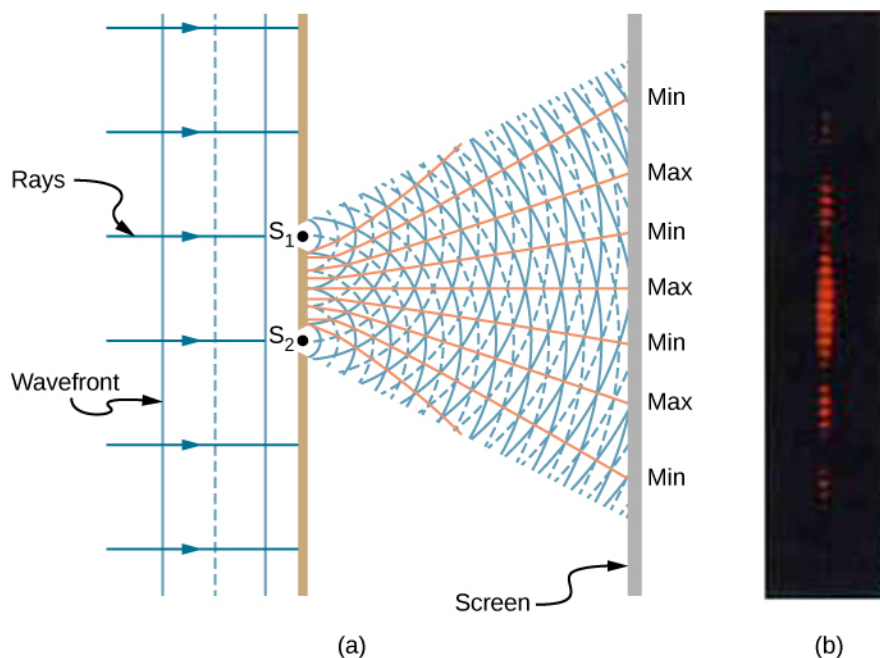 Rays
Wavefront
S1
S2
Min
Max
Min
Max
Min
Max
Min
Screen
(a)
(b)